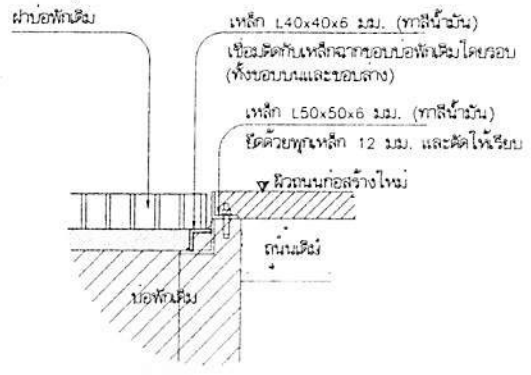 ฝาบ่อพักเดิม
เหล็ก L40x40x6 มม. (ทาสีน้ำมัน)
เชื่อมติดกับเหล็กฉากขอบบ่อพักเดิมโดยรอบ
(ทั้งขอบบนและขอบล่าง)
เหล็ก L50x50x6 มม. (ทาสีน้ำมัน)
ยึดด้วยพุกเหล็ก 12 มม. และตัดให้เรียบ
ผิวถนนก่อสร้างใหม่
ถนนเดิม
บ่อพักเดิม